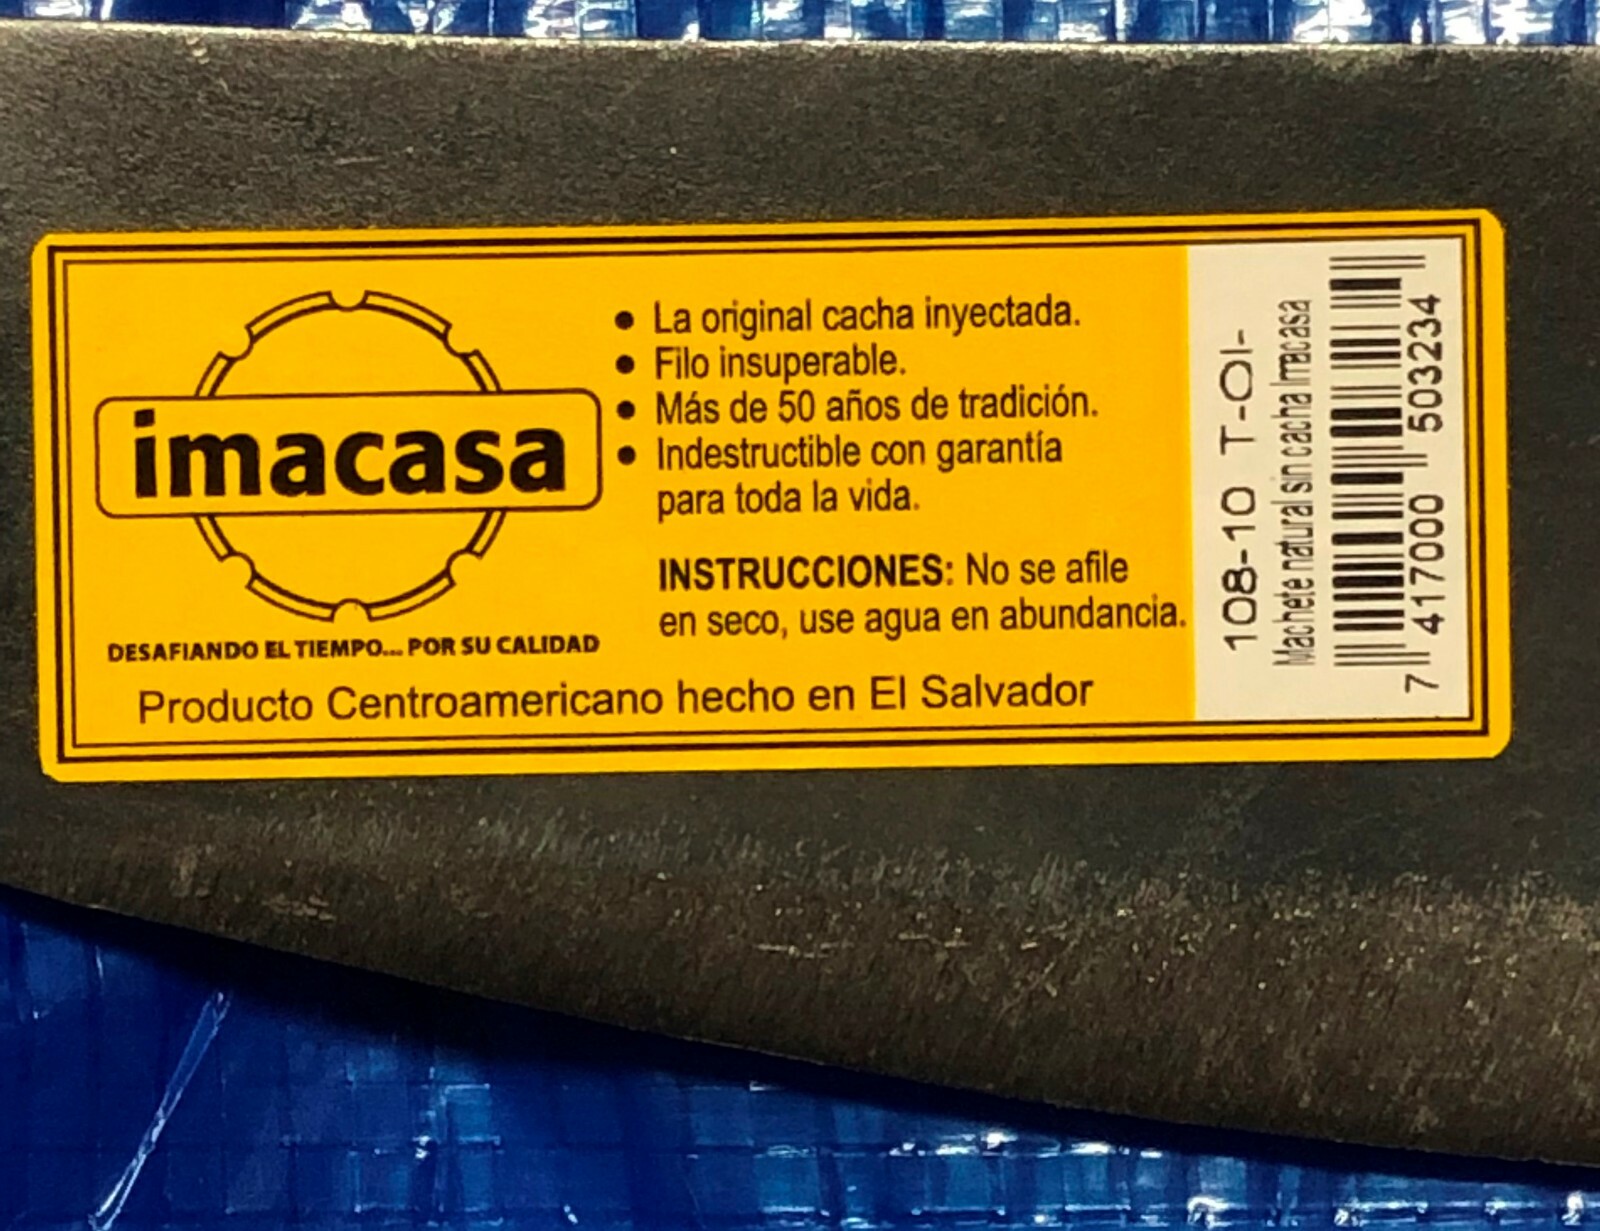 imacasa
DESAFIANDO EL TIEMPO... POR SU CALIDAD
• La original cacha inyectada.
• Filo insuperable.
• Más de 50 años de tradición.
• Indestructible con garantía
para toda la vida.
INSTRUCCIONES: No se afile
en seco, use agua en abundancia.
Producto Centroamericano hecho en El Salvador
108-10 T-OI-
Machete natural sin cacha Imacasa
7 417000 503234